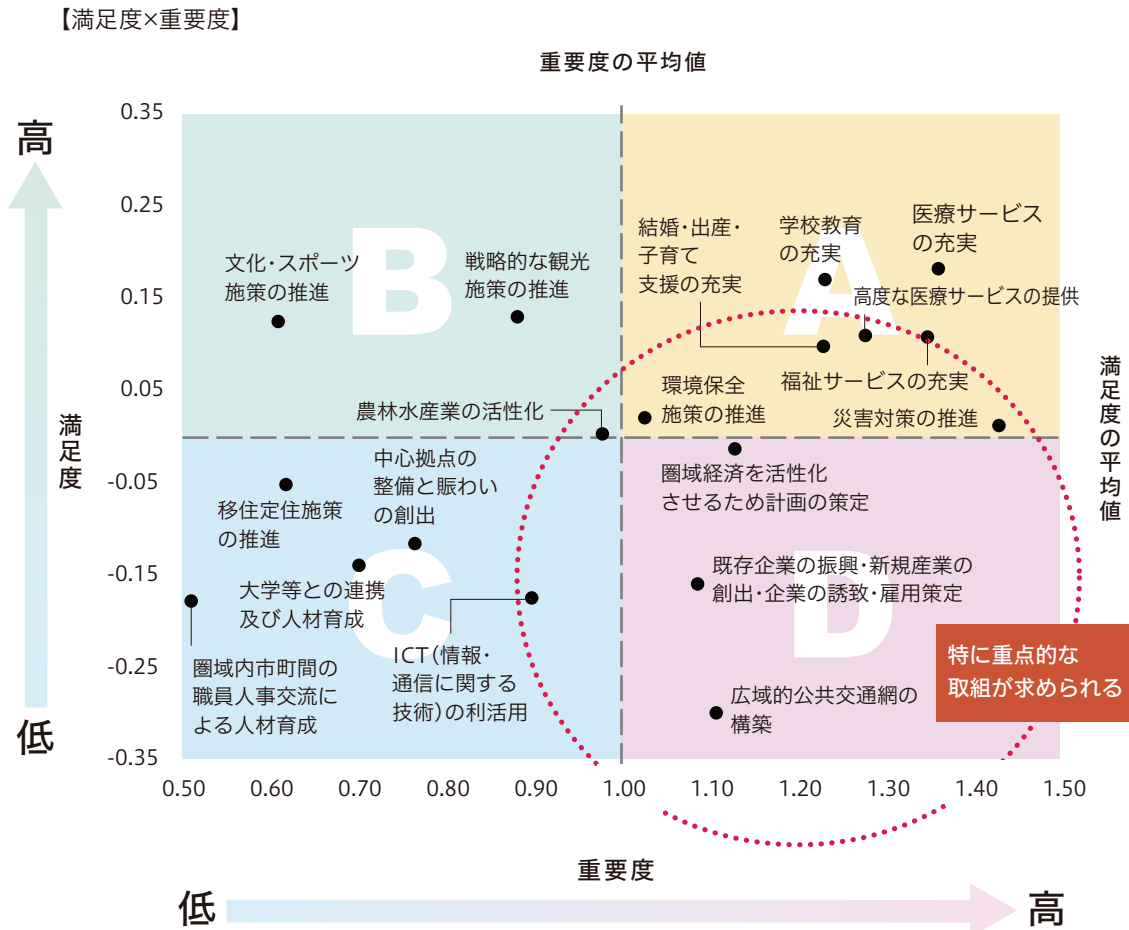 【満足度×重要度】
重要度の平均値
高
満足度
低
0.35
0.25
0.15
0.05
-0.05
-0.15
-0.25
-0.35
B
文化・スポーツ
施策の推進
戦略的な観光
施策の推進
農林水産業の活性化
A
結婚・出産・
子育て
支援の充実
学校教育
の充実
医療サービス
の充実
高度な医療サービスの提供
福祉サービスの充実
環境保全
施策の推進
災害対策の推進
満足度の平均値
C
中心拠点の
整備と賑わい
の創出
移住定住施策
の推進
大学等との連携
及び人材育成
圏域内市町間の
職員人事交流に
よる人材育成
ICT(情報・
通信に関する
技術)の利活用
D
圏域経済を活性化
させるため計画の策定
既存企業の振興・新規産業の
創出・企業の誘致・雇用策定
広域的公共交通網の
構築
特に重点的な
取組が求められる
0.50
0.60
0.70
0.80
0.90
1.00
1.10
1.20
1.30
1.40
1.50
重要度
低
高